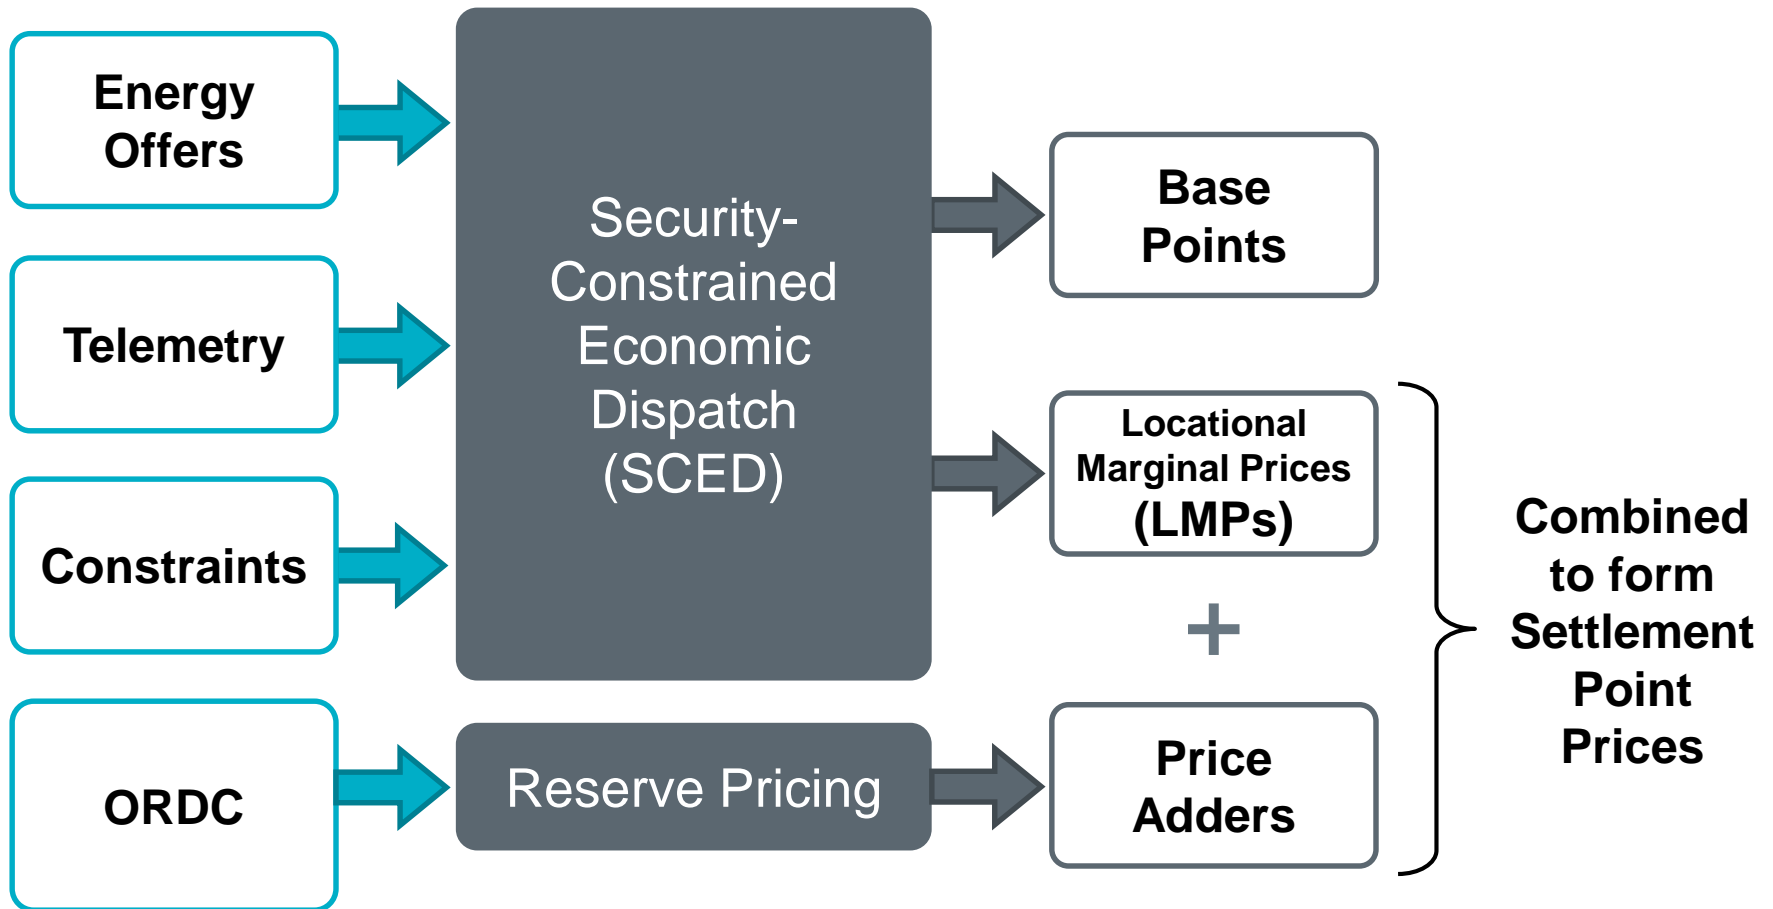 Energy
Offers
Telemetry
Constraints
ORDC
Security-
Constrained
Economic
Dispatch
(SCED)
Reserve Pricing
Base
Points
Locational
Marginal Prices
(LMPs)
+
Price
Adders
Combined
to form
Settlement
Point
Prices